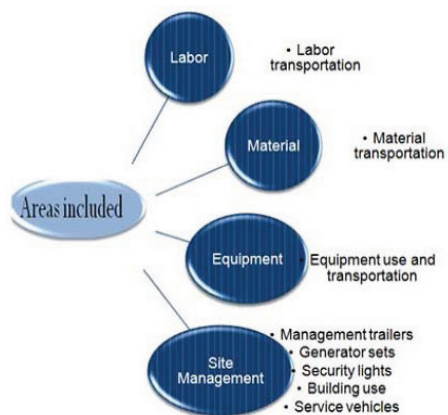 Labor
• Labor
transportation
Material
• Material
transportation
Areas included
Equipment
• Equipment use and
transportation
Site
Management
• Management trailers
• Generator sets
• Security lights
• Building use
• Service vehicles